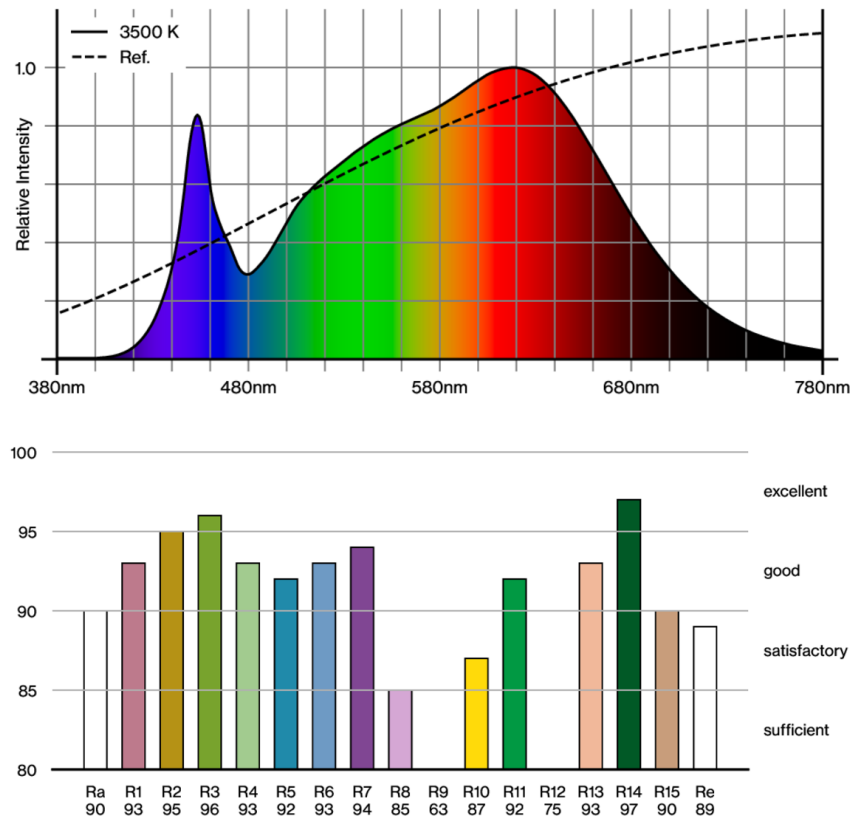 3500 K
Ref.
1.0
Relative Intensity
380nm 480nm 580nm 680nm 780nm
100
excellent
95
good
90
satisfactory
85
sufficient
80
Ra R1 R2 R3 R4 R5 R6 R7 R8 R9 R10 R11 R12 R13 R14 R15 Re
90 93 95 96 93 92 93 94 85 63 87 92 75 93 97 90 89